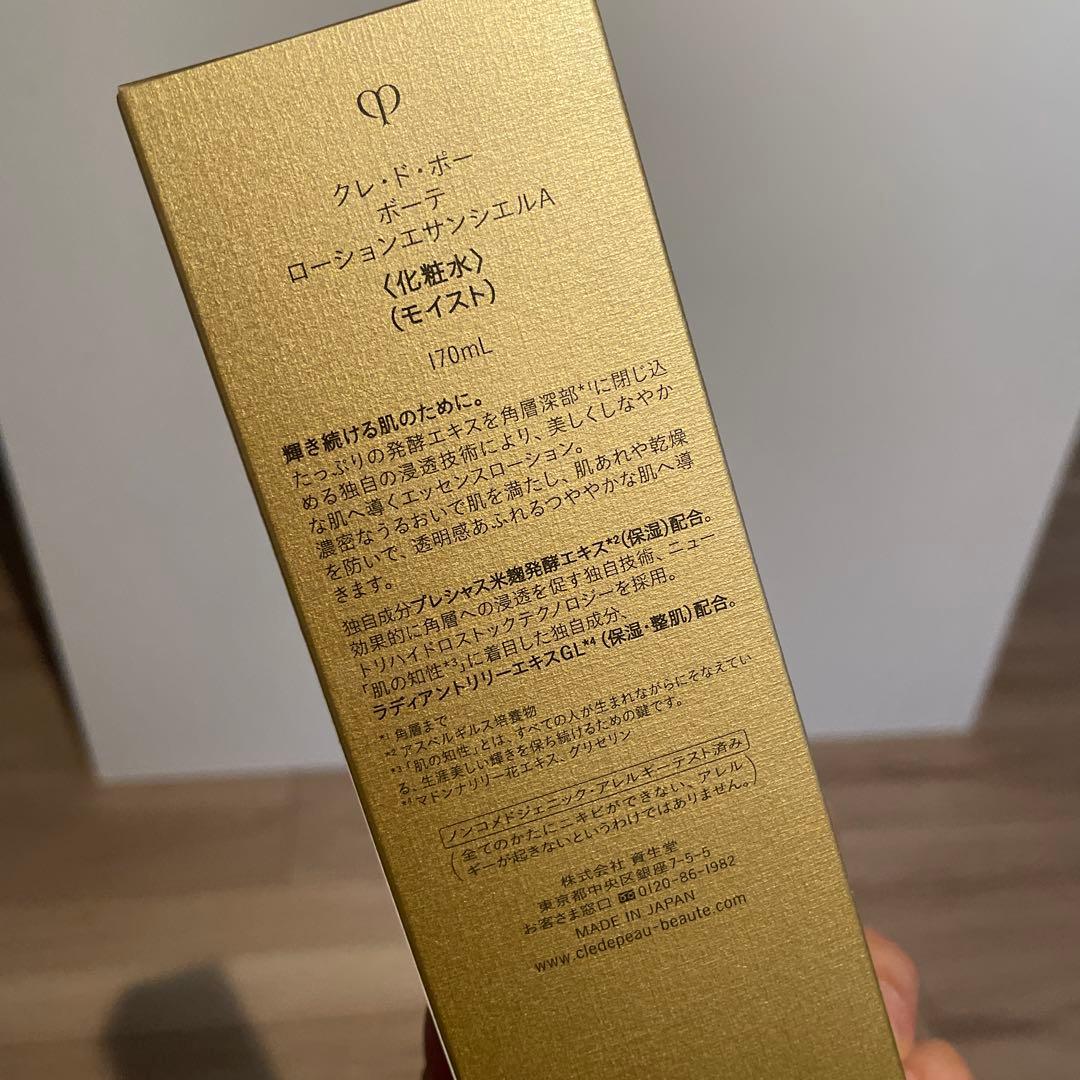 クレ・ド・ポー
ボーテ
ローションエサンシエルA
〈化粧水〉
(モイスト)
170mL
輝き続ける肌のために。
たっぷりの発酵エキスを角層深部*1に閉じ込
める独自の浸透技術により、美しくしなやか
な肌へ導くエッセンスローション。
濃密なうるおいで肌を満たし、肌あれや乾燥
を防いで、透明感あふれるつややかな肌へ導
きます。
独自成分プレシャス米麹発酵エキス*2(保湿)配合。
効果的に角層への浸透を促す独自技術、ニュー
トリハイドロストックテクノロジーを採用。
「肌の知性*3」に着目した独自成分、
ラディアントリリーエキスGL*4(保湿・整肌)配合。
*1 角層まで
*2 アスペルギルス培養物
*3 「肌の知性」とは、すべての人が生まれながらにそなえてい
る、生涯美しい輝きを保ち続けるための鍵です。
*4 マドンナリリー花エキス、グリセリン
ノンコメドジェニック・アレルギーテスト済み
(全てのかたにニキビができない、アレル
ギーが起きないというわけではありません。)
株式会社 資生堂
東京都中央区銀座7-5-5
お客さま窓口 0120-86-1982
MADE IN JAPAN
www.cledepeau-beaute.com